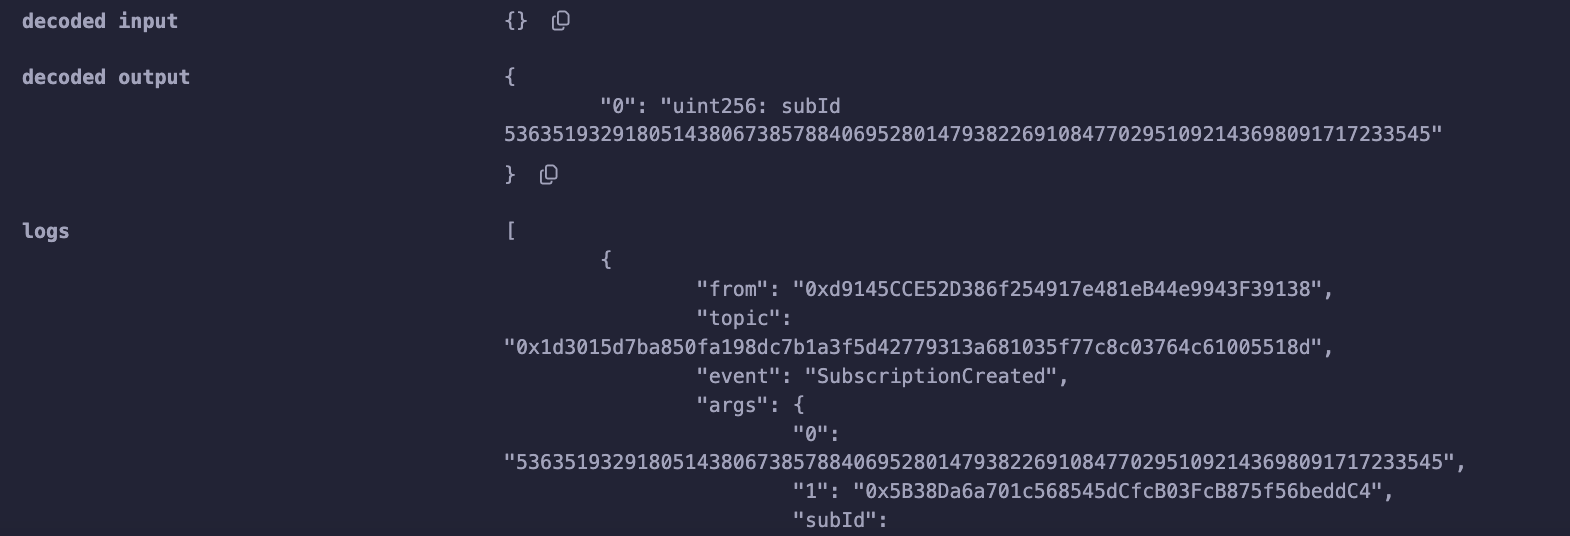 decoded input {}
decoded output {
"0": "uint256: subId
53635193291805143806738578840695280147938226910847702951092143698091717233545"
}
logs [
{
"from": "0xd9145CCE52D386f254917e481eB44e9943F39138",
"topic":
"0x1d3015d7ba850fa198dc7b1a3f5d42779313a681035f77c8c03764c61005518d",
"event": "SubscriptionCreated",
"args": {
"0":
"53635193291805143806738578840695280147938226910847702951092143698091717233545",
"1": "0x5B38Da6a701c568545dCfcB03FcB875f56beddC4",
"subId":